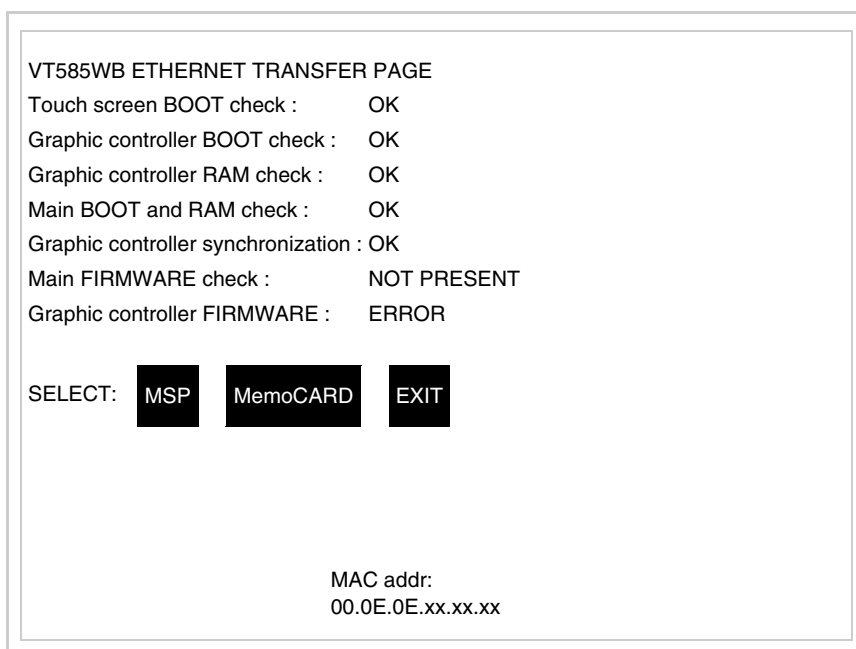 VT585WB ETHERNET TRANSFER PAGE
Touch screen BOOT check : OK
Graphic controller BOOT check : OK
Graphic controller RAM check : OK
Main BOOT and RAM check : OK
Graphic controller synchronization : OK
Main FIRMWARE check : NOT PRESENT
Graphic controller FIRMWARE : ERROR
SELECT: MSP MemoCARD EXIT
MAC addr:
00.0E.0E.xx.xx.xx